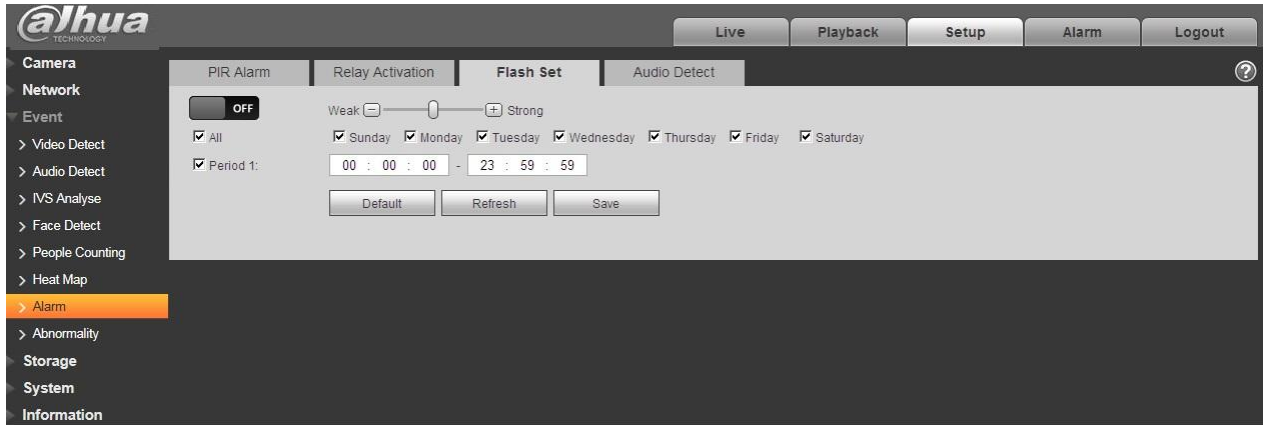 alhua
TECHNOLOGY
Live Playback Setup Alarm Logout
Camera
Network
Event
Video Detect
Audio Detect
IVS Analyse
Face Detect
People Counting
Heat Map
Alarm
Abnormality
Storage
System
Information
PIR Alarm Relay Activation Flash Set Audio Detect
?
OFF Weak - + Strong
All Sunday Monday Tuesday Wednesday Thursday Friday Saturday
Period 1: 00 : 00 : 00 - 23 : 59 : 59
Default Refresh Save